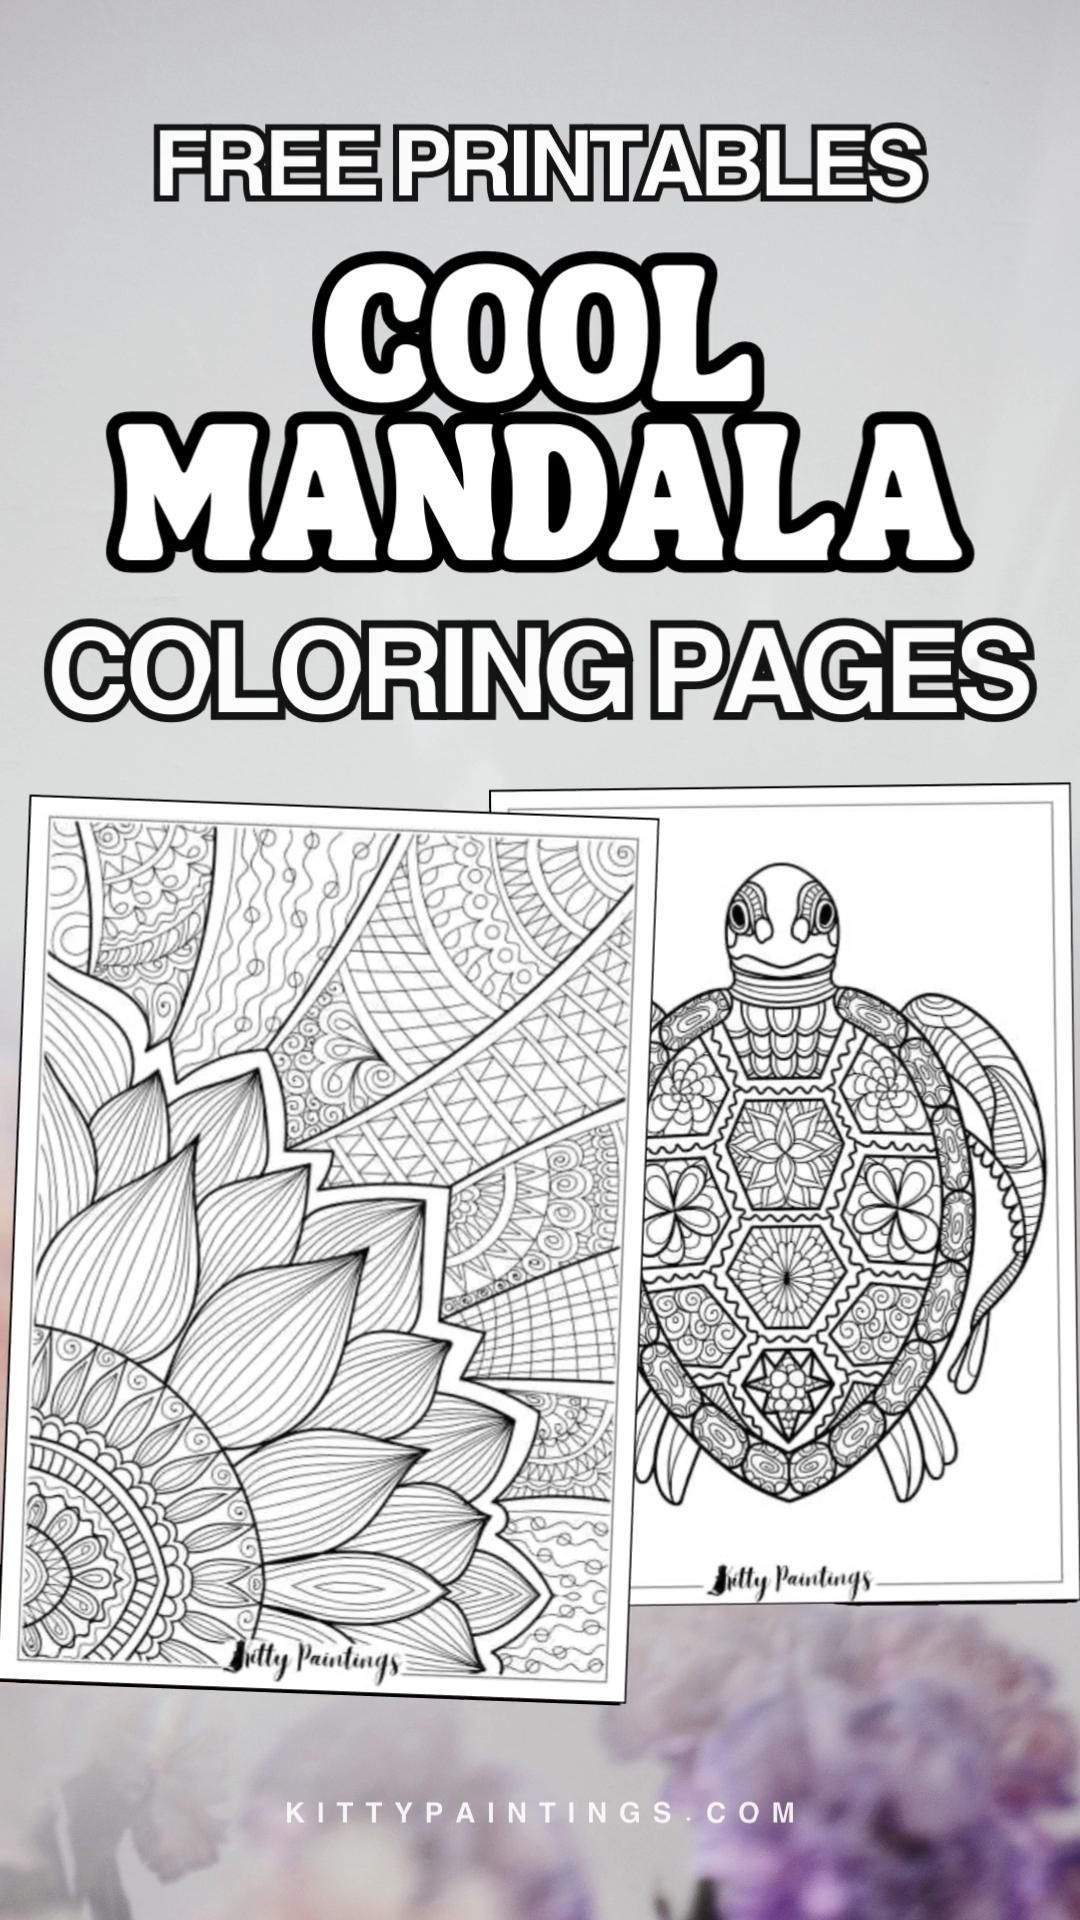 FREE PRINTABLES
COOL
MANDALA
COLORING PAGES
Kitty Paintings
Kitty Paintings
KITTYPAINTINGS.COM